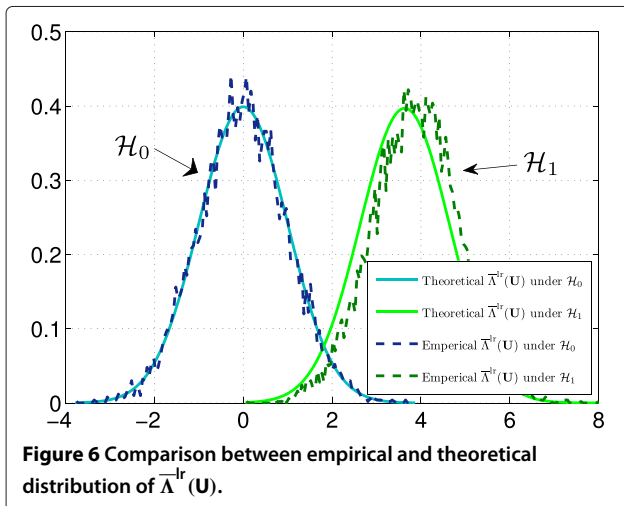 0.5
0.4
0.3
0.2
0.1
0
−4 −2 0 2 4 6 8
ℋ₀
ℋ₁
Theoretical Λ̅ˡʳ(U) under ℋ₀
Theoretical Λ̅ˡʳ(U) under ℋ₁
Emperical Λ̅ˡʳ(U) under ℋ₀
Emperical Λ̅ˡʳ(U) under ℋ₁
Figure 6 Comparison between empirical and theoretical
distribution of Λ̅ˡʳ(U).